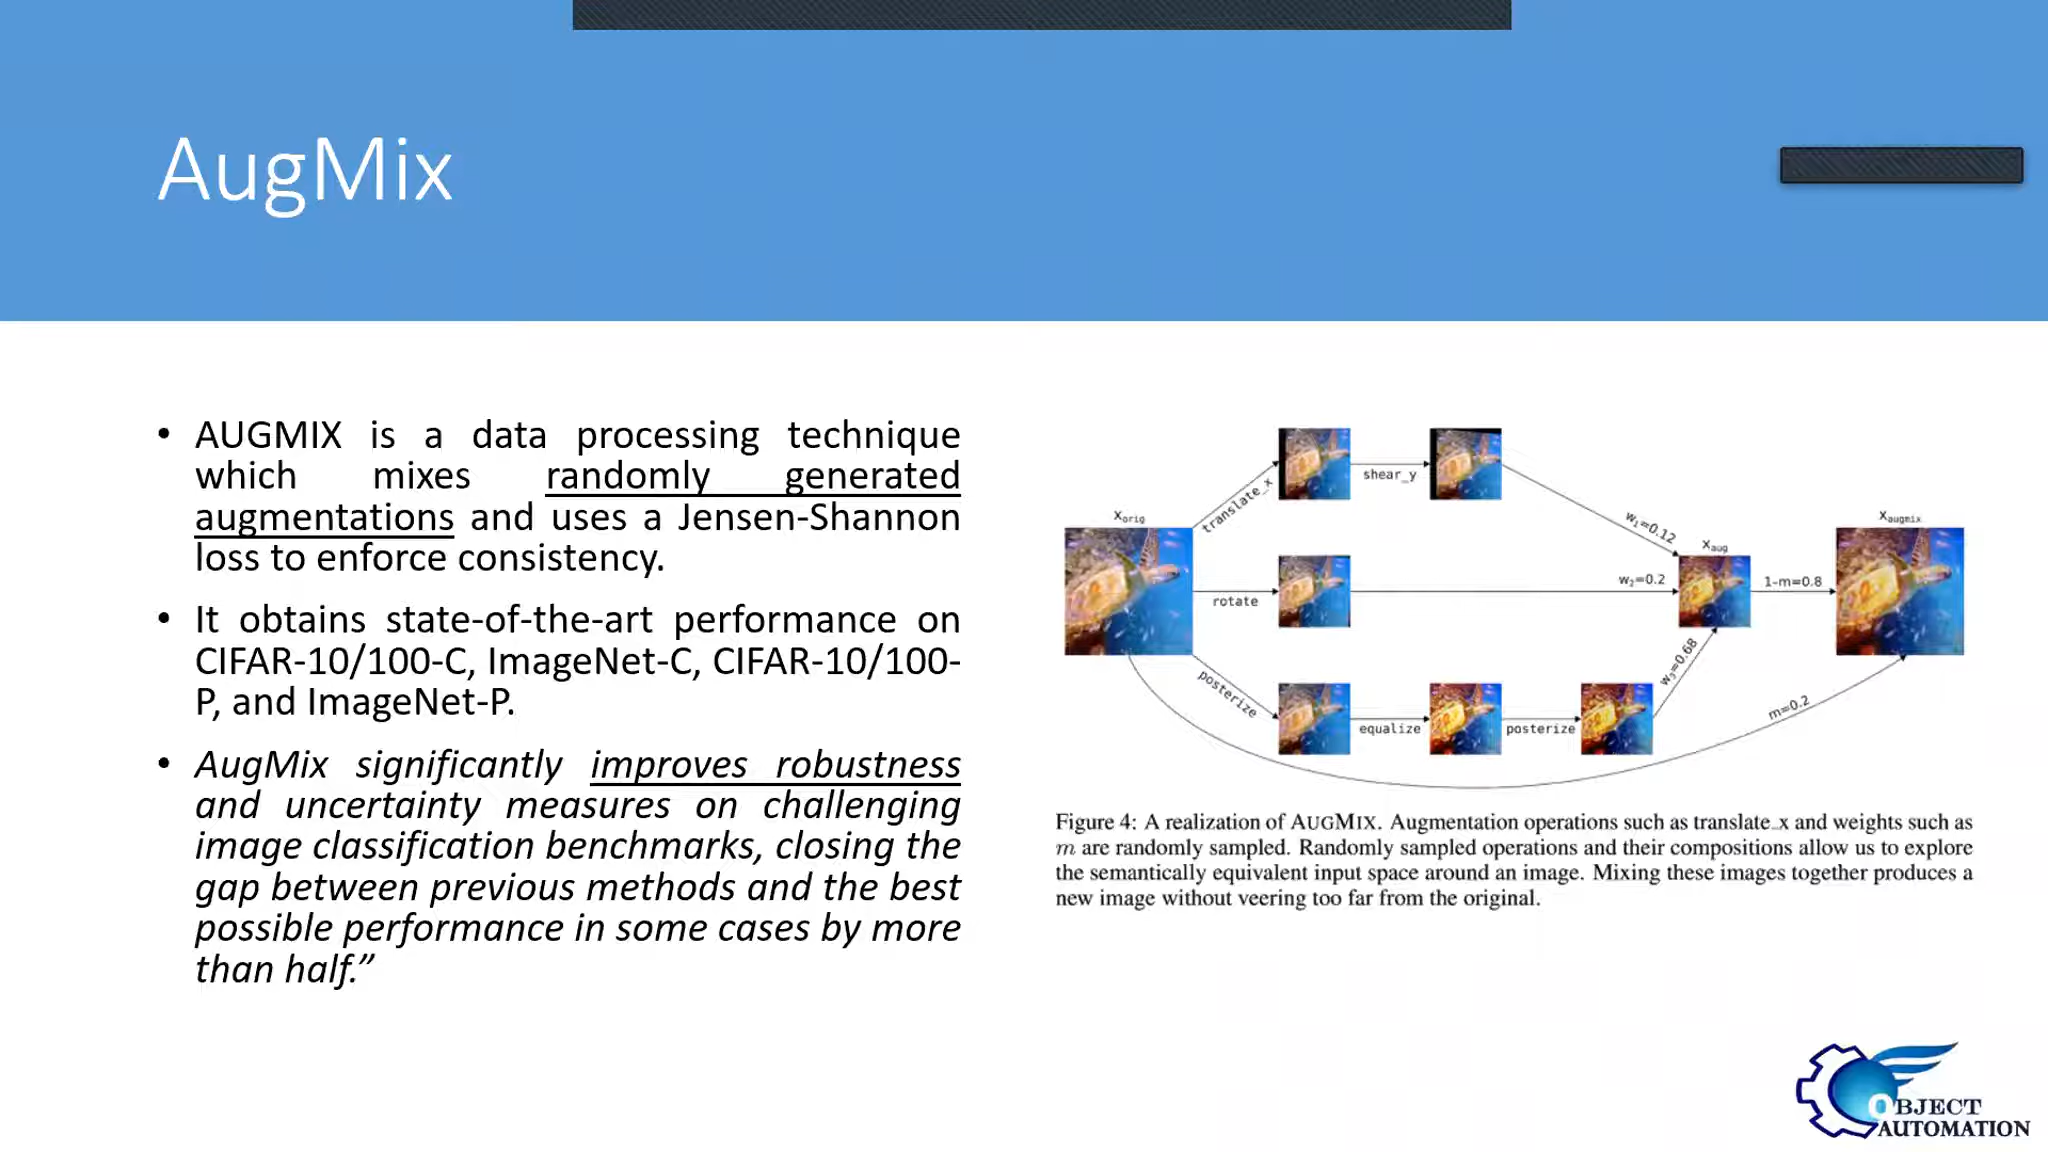 AugMix
• AUGMIX is a data processing technique
which mixes randomly generated
augmentations and uses a Jensen-Shannon
loss to enforce consistency.
• It obtains state-of-the-art performance on
CIFAR-10/100-C, ImageNet-C, CIFAR-10/100-
P, and ImageNet-P.
• AugMix significantly improves robustness
and uncertainty measures on challenging
image classification benchmarks, closing the
gap between previous methods and the best
possible performance in some cases by more
than half.”
xorig
translate_x
shear_y
w1=0.12
rotate
w2=0.2
xaug
1-m=0.8
xaugmix
posterize
equalize
posterize
w3=0.68
m=0.2
Figure 4: A realization of AUGMIX. Augmentation operations such as translate_x and weights such as
m are randomly sampled. Randomly sampled operations and their compositions allow us to explore
the semantically equivalent input space around an image. Mixing these images together produces a
new image without veering too far from the original.
OBJECT
AUTOMATION